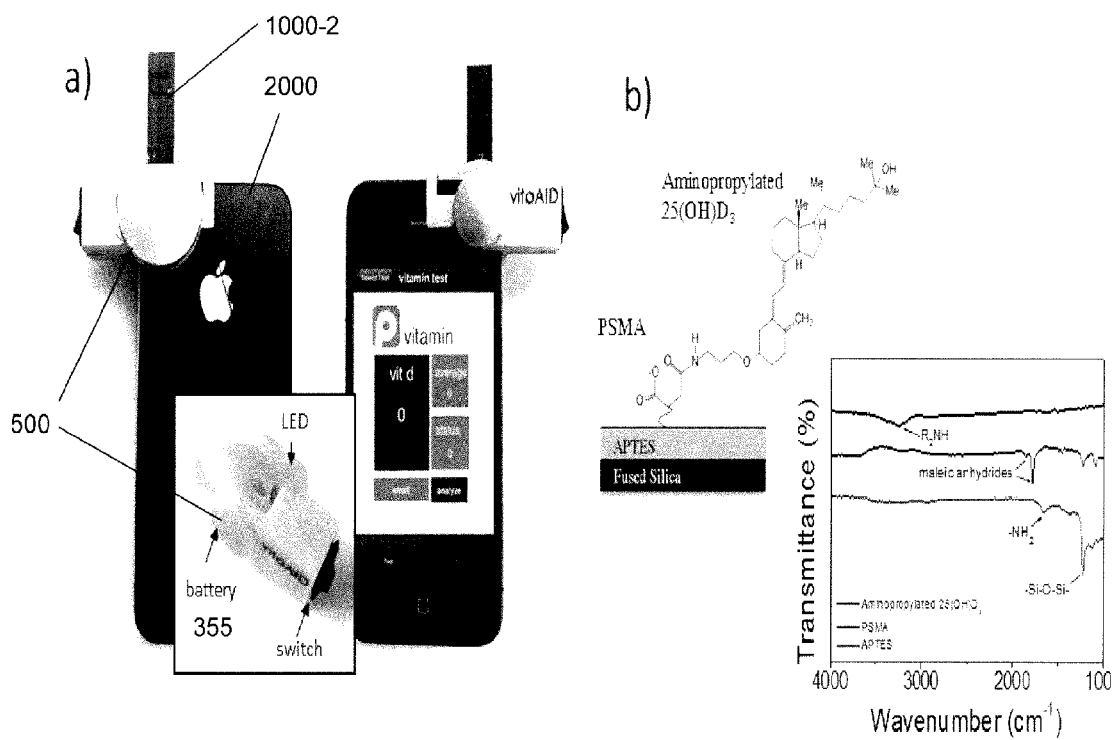 a)
1000-2
2000
vitoAID
vitamin test
vitamin
vit d
0
analyze
500
LED
battery
355
switch
b)
Aminopropylated
25(OH)D3
Me
OH
Me
Me
H
H
CH2
PSMA
H
N
O
O
O
O
APTES
Fused Silica
Transmittance (%)
R2NH
maleic anhydrides
-NH2
-Si-O-Si-
Aminopropylated 25(OH)D3
PSMA
APTES
4000
3000
2000
100
Wavenumber (cm-1)